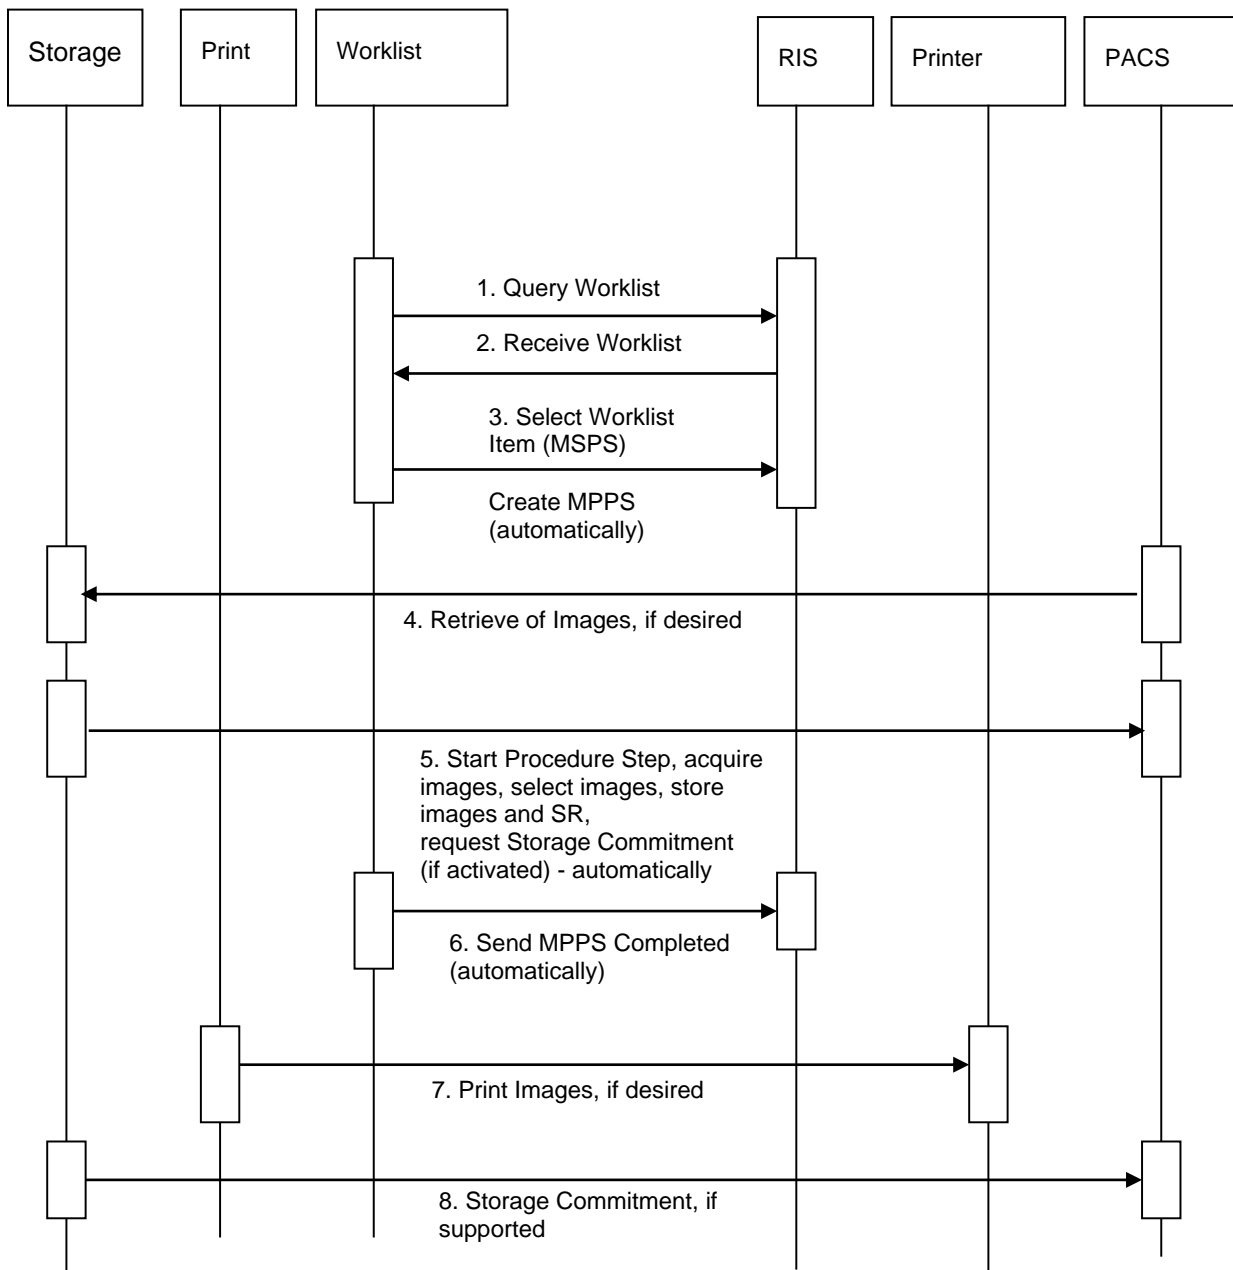 Storage
Print
Worklist
RIS
Printer
PACS
1. Query Worklist
2. Receive Worklist
3. Select Worklist
Item (MSPS)
Create MPPS
(automatically)
4. Retrieve of Images, if desired
5. Start Procedure Step, acquire
images, select images, store
images and SR,
request Storage Commitment
(if activated) - automatically
6. Send MPPS Completed
(automatically)
7. Print Images, if desired
8. Storage Commitment, if
supported